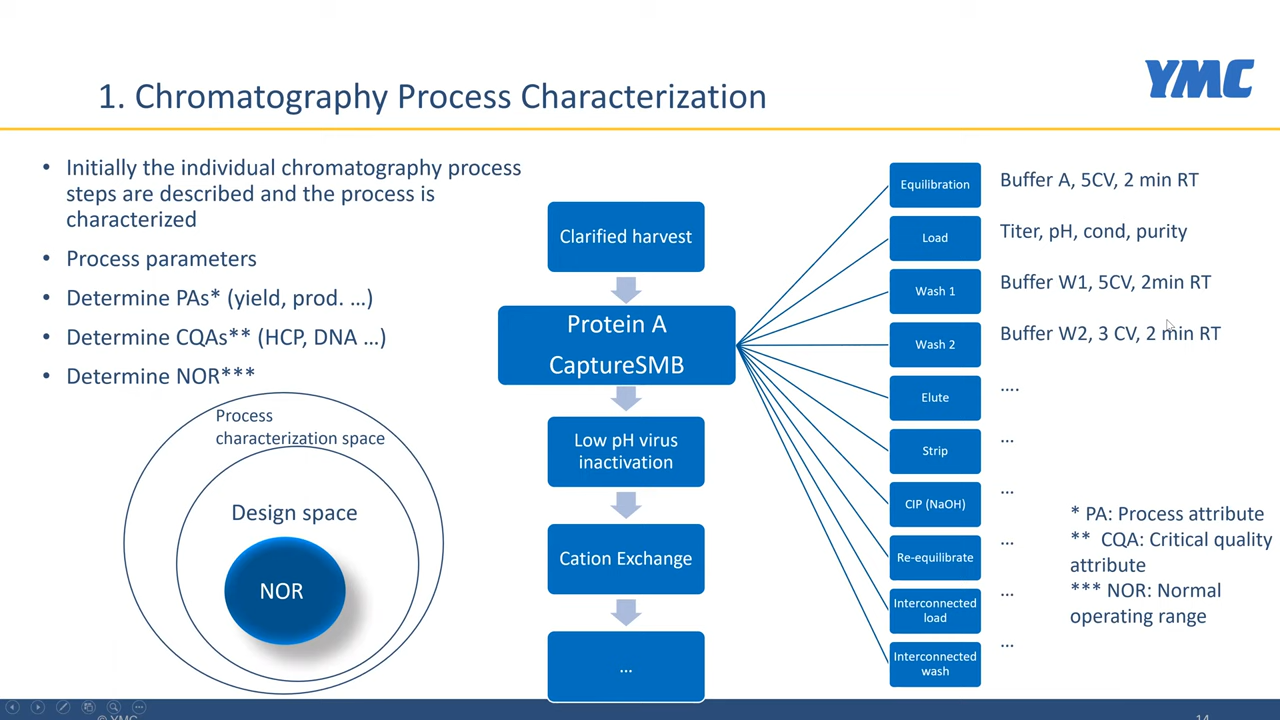 1. Chromatography Process Characterization
YMC
• Initially the individual chromatography process
steps are described and the process is
characterized
• Process parameters
• Determine PAs* (yield, prod. …)
• Determine CQAs** (HCP, DNA …)
• Determine NOR***
Process
characterization space
Design space
NOR
Clarified harvest
Protein A
CaptureSMB
Low pH virus
inactivation
Cation Exchange
...
Equilibration
Buffer A, 5CV, 2 min RT
Load
Titer, pH, cond, purity
Wash 1
Buffer W1, 5CV, 2min RT
Wash 2
Buffer W2, 3 CV, 2 min RT
Elute
….
Strip
...
CIP (NaOH)
...
Re-equilibrate
...
Interconnected
load
...
Interconnected
wash
...
* PA: Process attribute
** CQA: Critical quality
attribute
*** NOR: Normal
operating range
© YMC
14